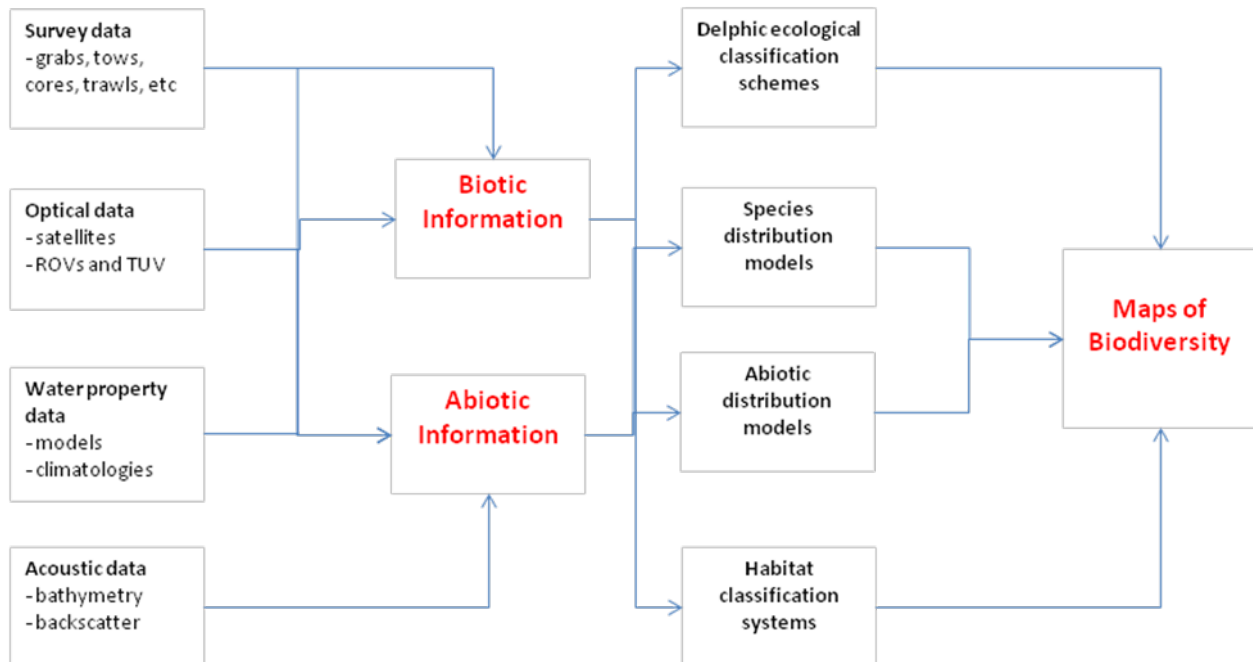 Survey data
-grabs, tows,
cores, trawls, etc
Optical data
-satellites
-ROVs and TUV
Water property
data
-models
-climatologies
Acoustic data
-bathymetry
-backscatter
Biotic
Information
Abiotic
Information
Delphic ecological
classification
schemes
Species
distribution
models
Abiotic
distribution
models
Habitat
classification
systems
Maps of
Biodiversity